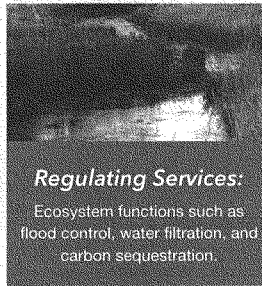 Regulating Services:
Ecosystem functions such as
flood control, water filtration, and
carbon sequestration.